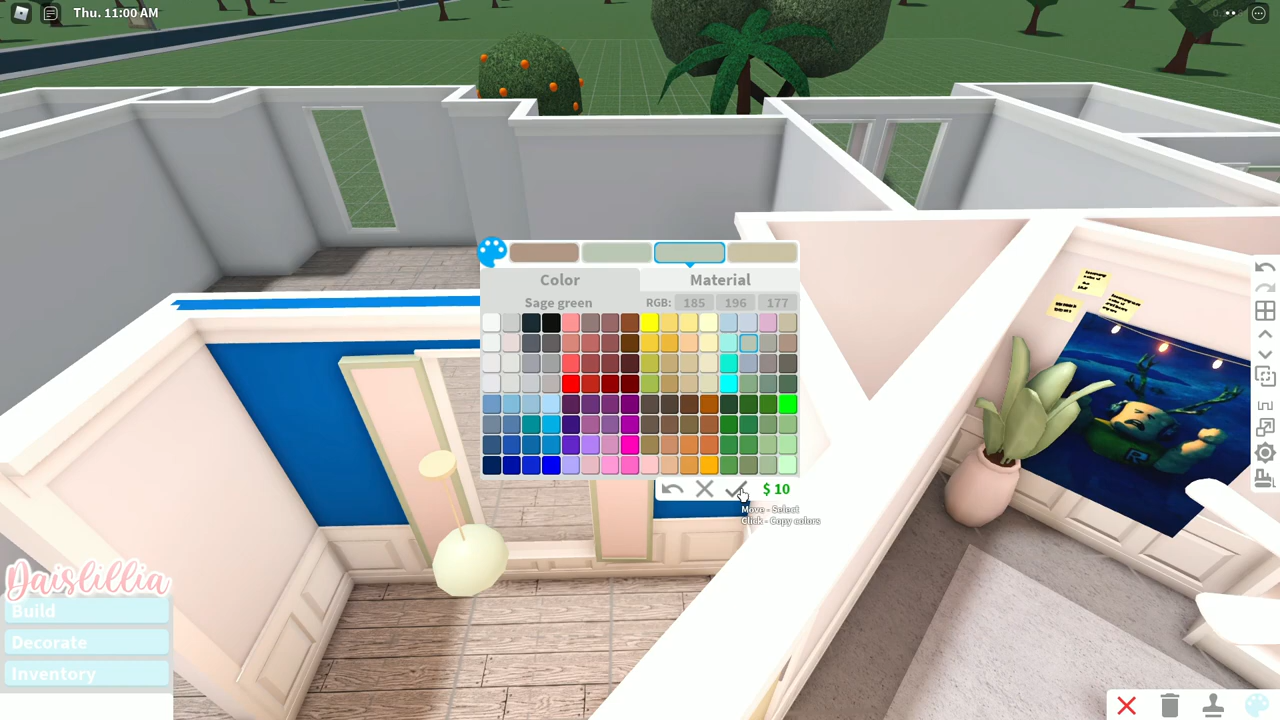 Thu. 11:00 AM
Color
Material
Sage green
RGB: 185 196 177
$ 10
Move - Select
Click - Copy colors
Daislillia
Build
Decorate
Inventory
R